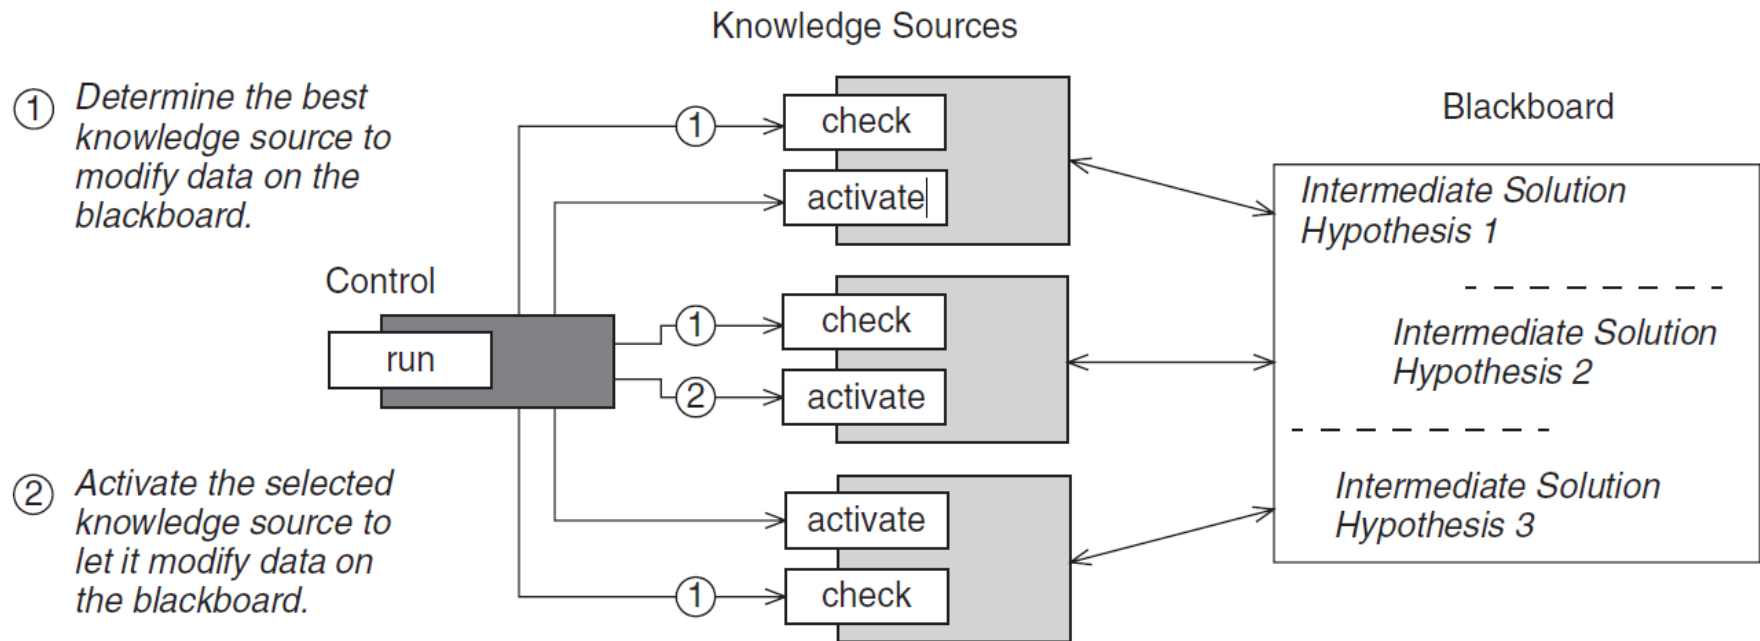 Knowledge Sources
1
Determine the best
knowledge source to
modify data on the
blackboard.
1
check
activate
Blackboard
Intermediate Solution
Hypothesis 1
Control
run
1
check
2
activate
Intermediate Solution
Hypothesis 2
2
Activate the selected
knowledge source to
let it modify data on
the blackboard.
activate
1
check
Intermediate Solution
Hypothesis 3